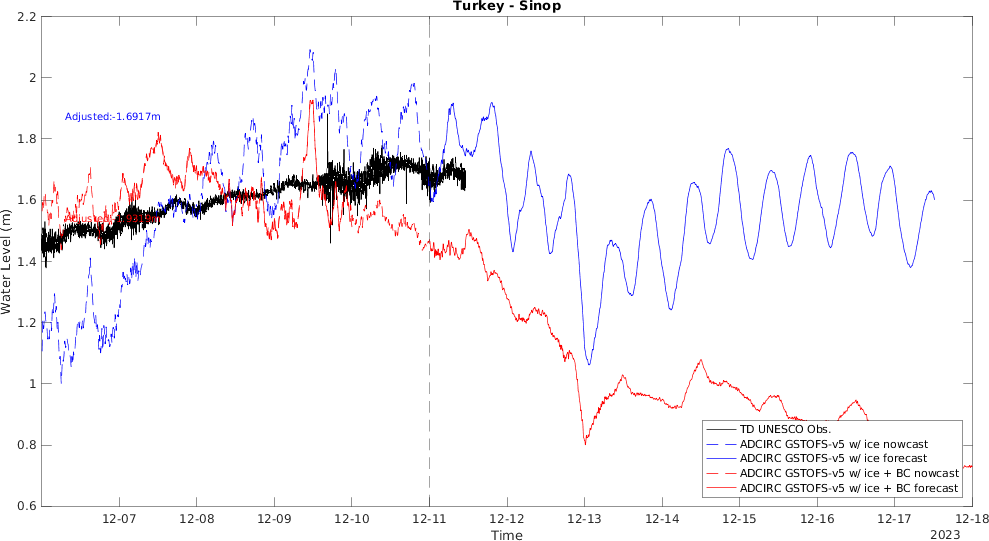 Turkey - Sinop
Water Level (m)
2.2
2
1.8
1.6
1.4
1.2
1
0.8
0.6
Adjusted:-1.6917m
TD UNESCO Obs.
ADCIRC GSTOFS-v5 w/ ice nowcast
ADCIRC GSTOFS-v5 w/ ice forecast
ADCIRC GSTOFS-v5 w/ ice + BC nowcast
ADCIRC GSTOFS-v5 w/ ice + BC forecast
12-07 12-08 12-09 12-10 12-11 12-12 12-13 12-14 12-15 12-16 12-17 12-18
Time
2023